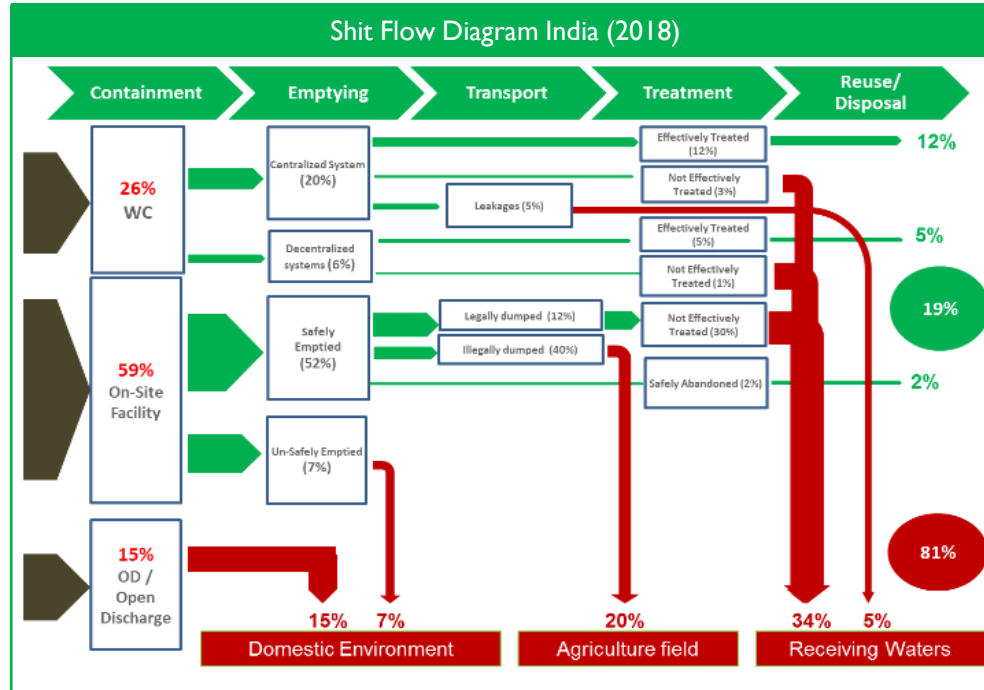 Shit Flow Diagram India (2018)
Containment
Emptying
Transport
Treatment
Reuse/
Disposal
26%
WC
59%
On-Site
Facility
15%
OD /
Open
Discharge
Centralized System
(20%)
Decentralized
systems (6%)
Safely
Emptied
(52%)
Un-Safely Emptied
(7%)
Leakages (5%)
Legally dumped (12%)
Illegally dumped (40%)
Effectively Treated
(12%)
Not Effectively
Treated (3%)
Effectively Treated
(5%)
Not Effectively
Treated (1%)
Not Effectively
Treated (30%)
Safely Abandoned (2%)
12%
5%
19%
2%
81%
15%
7%
20%
34%
5%
Domestic Environment
Agriculture field
Receiving Waters